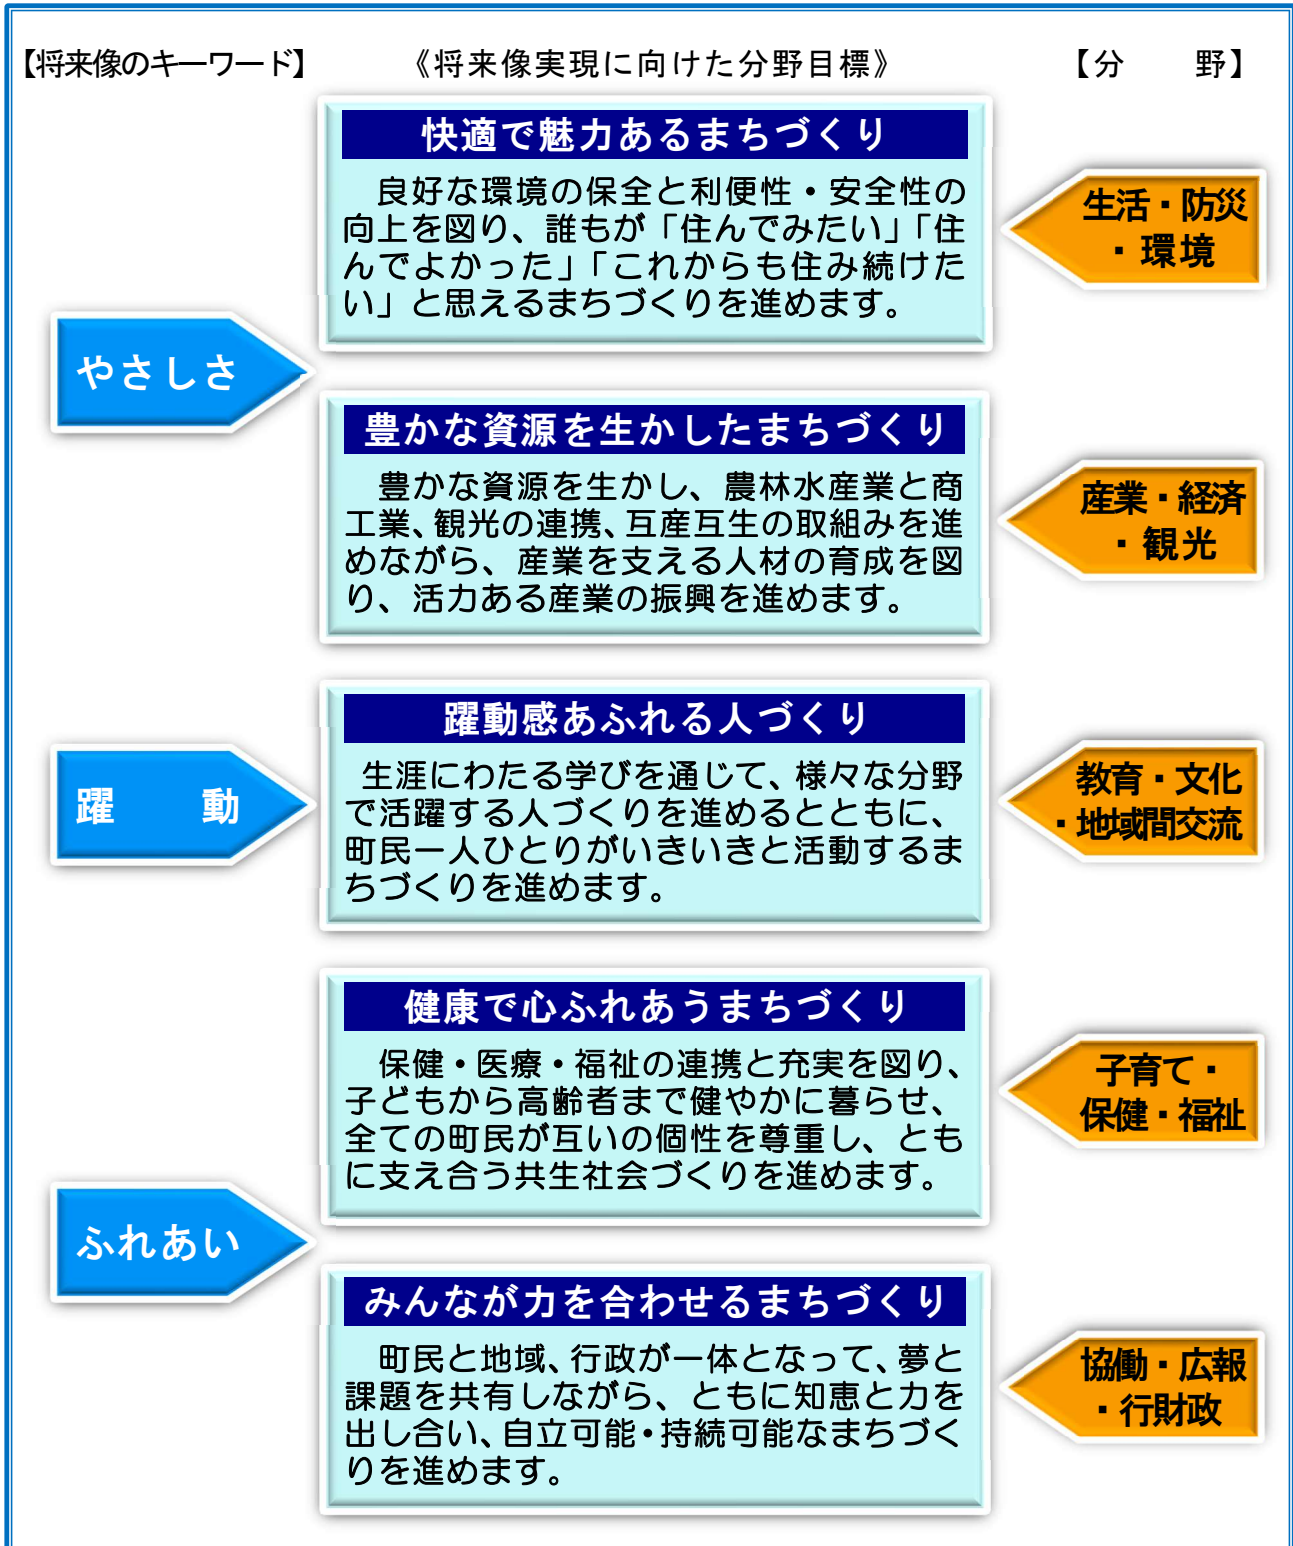 【将来像のキーワード】 《将来像実現に向けた分野目標》 【分 野】
快適で魅力あるまちづくり
良好な環境の保全と利便性・安全性の
向上を図り、誰もが「住んでみたい」「住
んでよかった」「これからも住み続けた
い」と思えるまちづくりを進めます。
生活・防災
・環境
やさしさ
豊かな資源を生かしたまちづくり
豊かな資源を生かし、農林水産業と商
工業、観光の連携、互産互生の取組みを進
めながら、産業を支える人材の育成を図
り、活力ある産業の振興を進めます。
産業・経済
・観光
躍動感あふれる人づくり
生涯にわたる学びを通じて、様々な分野
で活躍する人づくりを進めるとともに、
町民一人ひとりがいきいきと活動するま
ちづくりを進めます。
躍 動
教育・文化
・地域間交流
健康で心ふれあうまちづくり
保健・医療・福祉の連携と充実を図り、
子どもから高齢者まで健やかに暮らせ、
全ての町民が互いの個性を尊重し、とも
に支え合う共生社会づくりを進めます。
子育て・
保健・福祉
ふれあい
みんなが力を合わせるまちづくり
町民と地域、行政が一体となって、夢と
課題を共有しながら、ともに知恵と力を
出し合い、自立可能・持続可能なまちづく
りを進めます。
協働・広報
・行財政